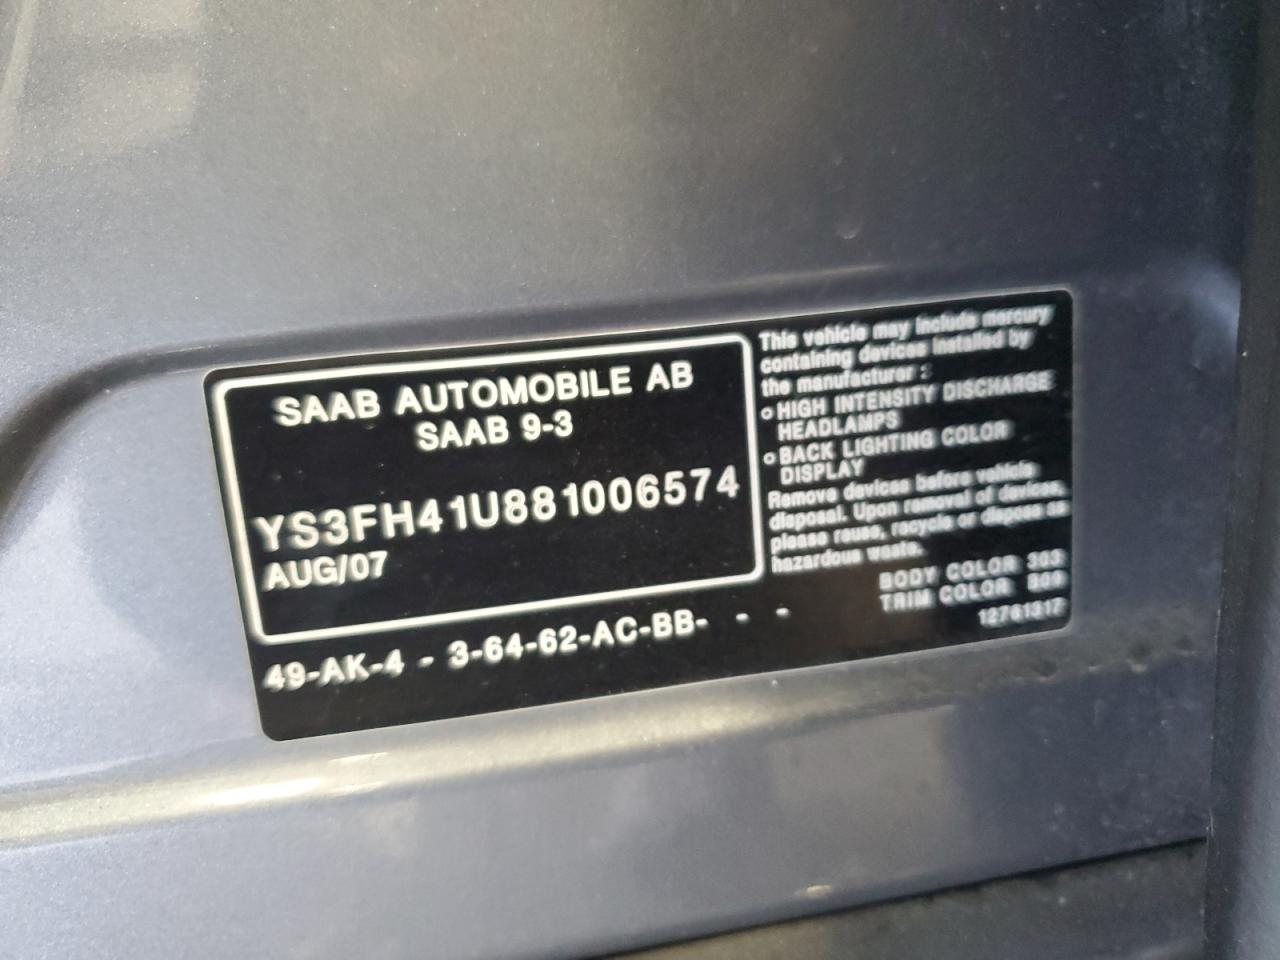 SAAB AUTOMOBILE AB
SAAB 9-3
YS3FH41U881006574
AUG/07
49-AK-4 - 3-64-62-AC-BB- - -
This vehicle may include mercury
containing devices installed by
the manufacturer :
o HIGH INTENSITY DISCHARGE
HEADLAMPS
o BACK LIGHTING COLOR
DISPLAY
Remove devices before vehicle
disposal. Upon removal of devices,
please reuse, recycle or dispose as
hazardous waste.
BODY COLOR 303
TRIM COLOR
12761317